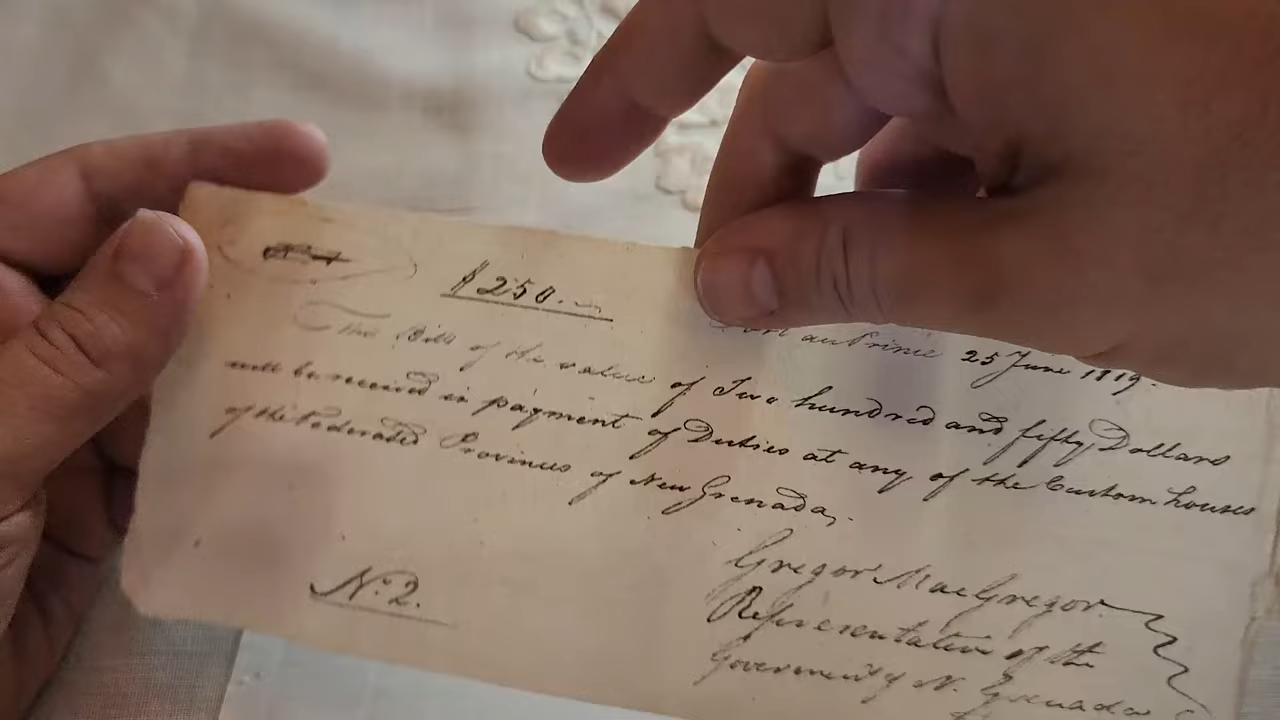 $250.
Port au Prince 25 June 1819.
The Bill of the value of Two hundred and fifty Dollars
will be received in payment of Duties at any of the Custom houses
of the Federated Provinces of New Grenada,
Gregor MacGregor
Representative of the
Government of N. Grenada
No. 2.